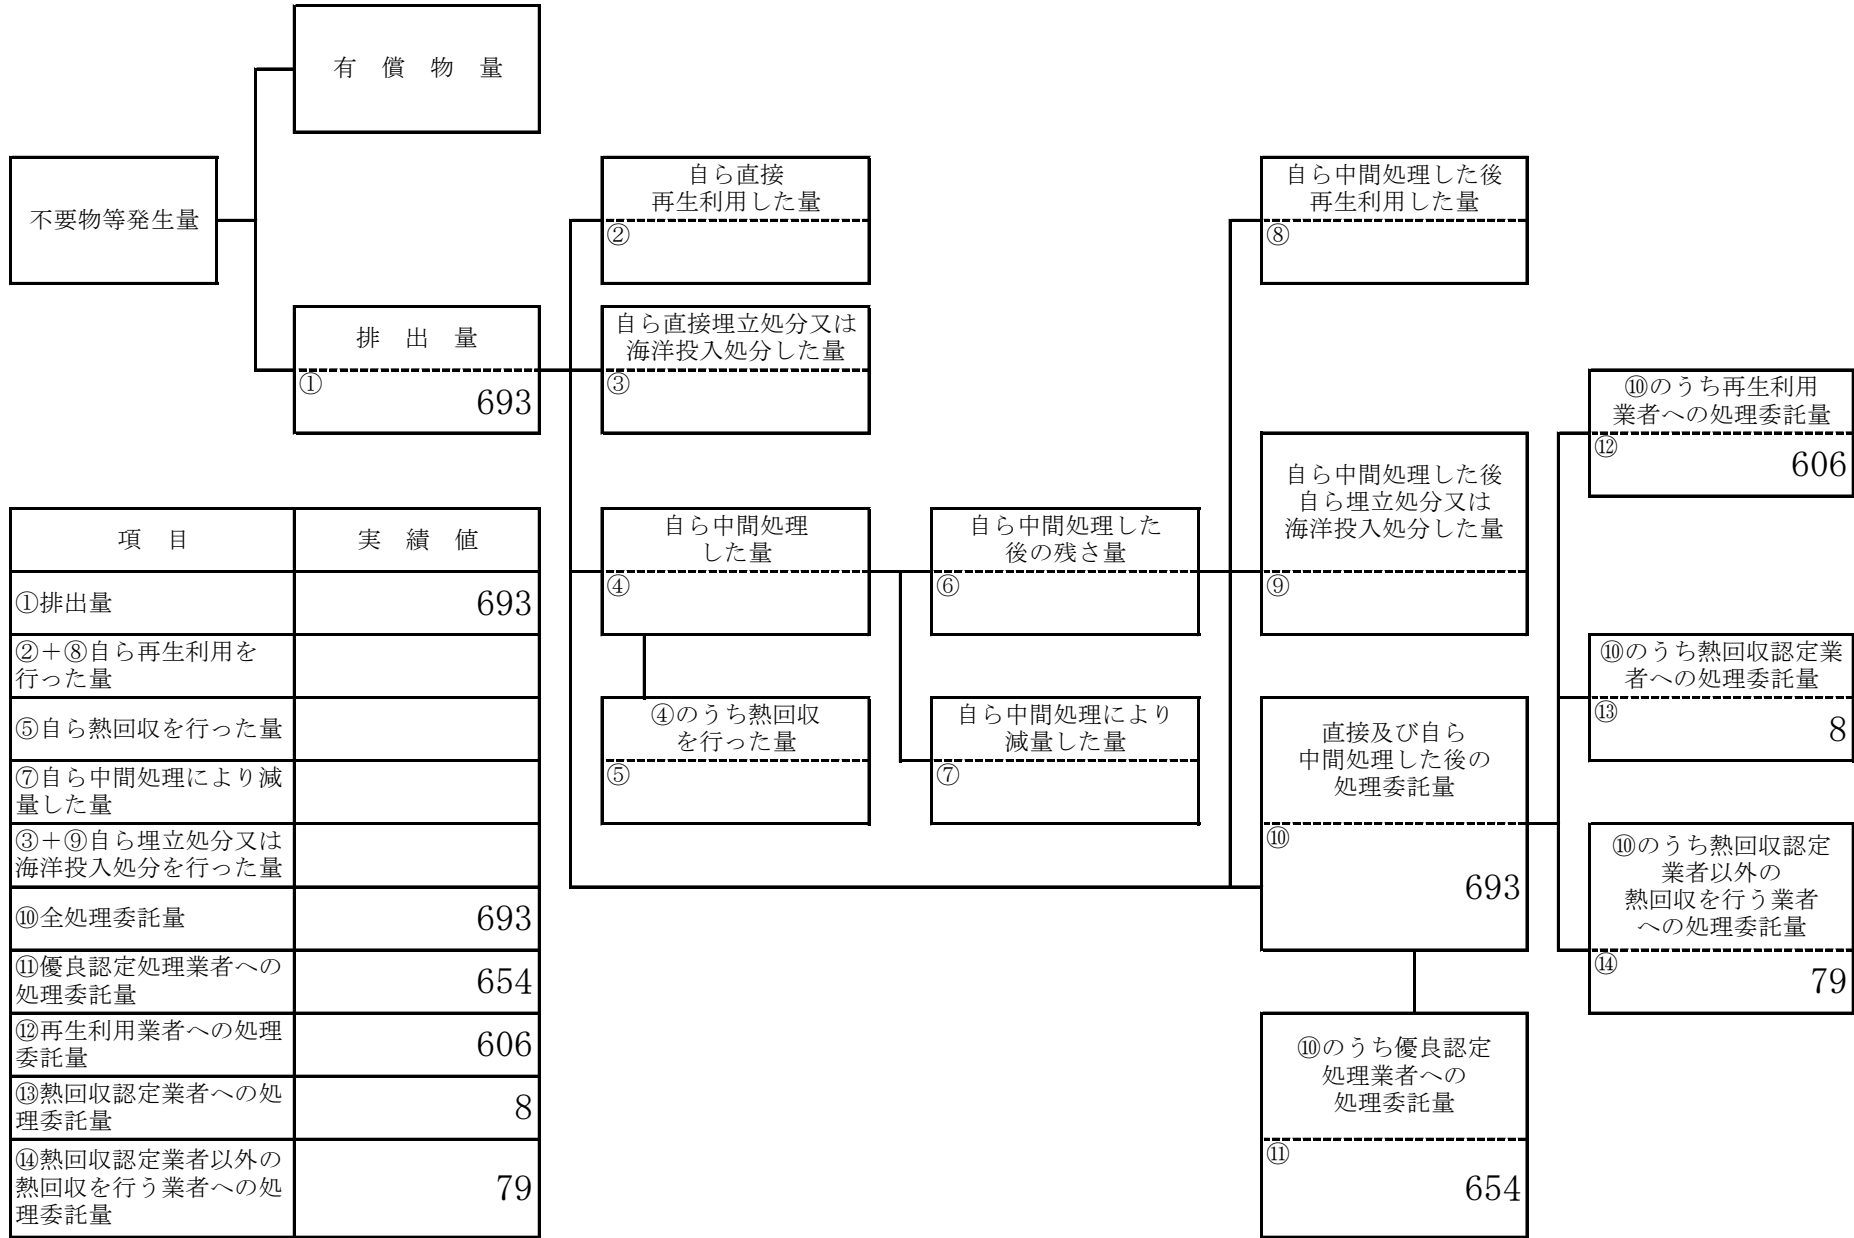 有 償 物 量
不要物等発生量
排 出 量
①
693
自ら直接
再生利用した量
②
自ら直接埋立処分又は
海洋投入処分した量
③
自ら中間処理
した量
④
④のうち熱回収
を行った量
⑤
自ら中間処理した
後の残さ量
⑥
自ら中間処理により
減量した量
⑦
自ら中間処理した後
再生利用した量
⑧
自ら中間処理した後
自ら埋立処分又は
海洋投入処分した量
⑨
直接及び自ら
中間処理した後の
処理委託量
⑩
693
⑩のうち優良認定
処理業者への
処理委託量
⑪
654
⑩のうち再生利用
業者への処理委託量
⑫
606
⑩のうち熱回収認定業
者への処理委託量
⑬
8
⑩のうち熱回収認定
業者以外の
熱回収を行う業者
への処理委託量
⑭
79
項 目 実 績 値
①排出量 693
②＋⑧自ら再生利用を
行った量
⑤自ら熱回収を行った量
⑦自ら中間処理により減
量した量
③＋⑨自ら埋立処分又は
海洋投入処分を行った量
⑩全処理委託量 693
⑪優良認定処理業者への
処理委託量 654
⑫再生利用業者への処理
委託量 606
⑬熱回収認定業者への処
理委託量 8
⑭熱回収認定業者以外の
熱回収を行う業者への処
理委託量 79